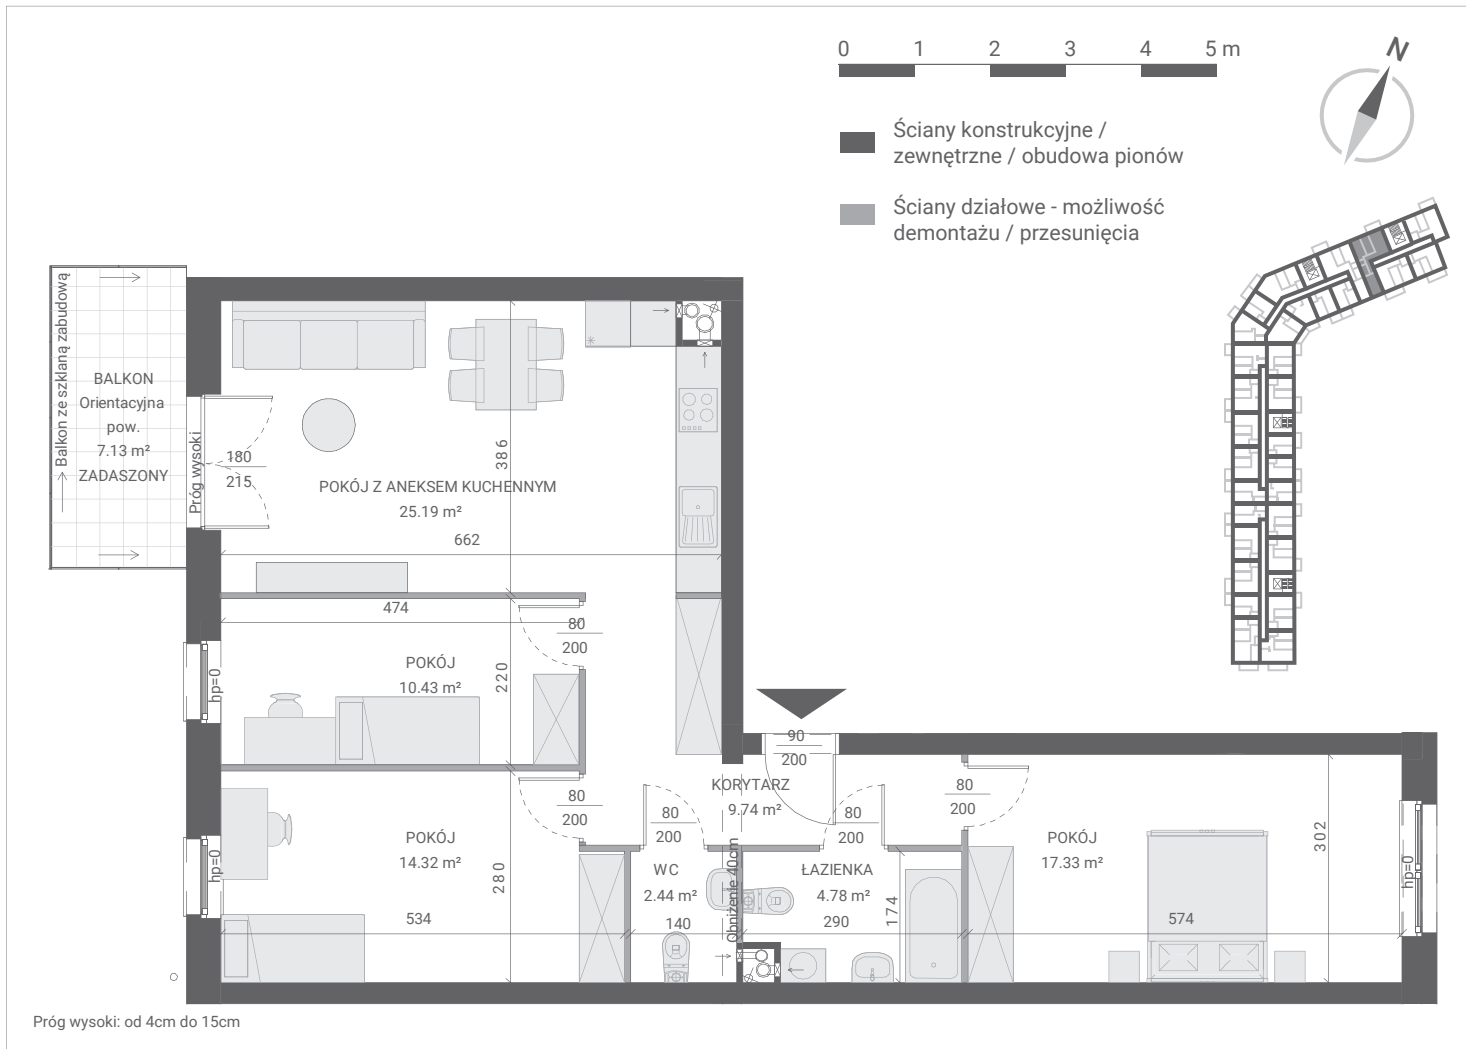 0 1 2 3 4 5 m
N
Ściany konstrukcyjne /
zewnętrzne / obudowa pionów
Ściany działowe - możliwość
demontażu / przesunięcia
Balkon ze szklaną zabudową
BALKON
Orientacyjna
pow.
7.13 m²
ZADASZONY
Próg wysoki
180
215
386
POKÓJ Z ANEKSEM KUCHENNYM
25.19 m²
662
474
80
200
POKÓJ
10.43 m²
220
hp=0
90
200
KORYTARZ
9.74 m²
80
200
80
200
80
200
80
200
POKÓJ
14.32 m²
280
hp=0
534
WC
2.44 m²
140
Obniżenie 40cm
ŁAZIENKA
4.78 m²
290
174
POKÓJ
17.33 m²
302
574
hp=0
Próg wysoki: od 4cm do 15cm